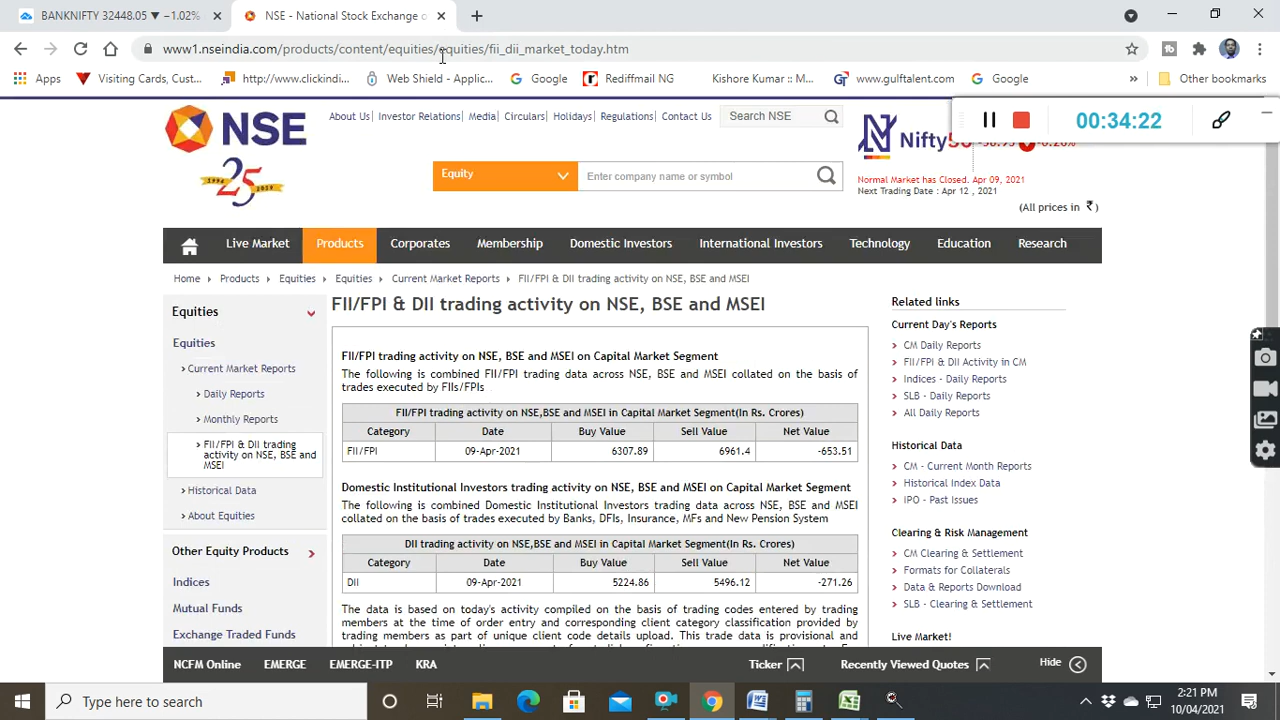 BANKNIFTY 32448.05 ▼ −1.02%
NSE - National Stock Exchange o
www1.nseindia.com/products/content/equities/equities/fii_dii_market_today.htm
Apps
Visiting Cards, Cust...
http://www.clickindi...
Web Shield - Applic...
Google
Rediffmail NG
Kishore Kumar :: M...
www.gulftalent.com
Google
»
Other bookmarks
NSE
25
About Us
Investor Relations
Media
Circulars
Holidays
Regulations
Contact Us
Search NSE
00:34:22
Equity
Enter company name or symbol
Normal Market has Closed. Apr 09, 2021
Next Trading Date : Apr 12 , 2021
(All prices in ₹ )
Live Market
Products
Corporates
Membership
Domestic Investors
International Investors
Technology
Education
Research
Home
Products
Equities
Equities
Current Market Reports
FII/FPI & DII trading activity on NSE, BSE and MSEI
Equities
Equities
Current Market Reports
Daily Reports
Monthly Reports
FII/FPI & DII trading
activity on NSE, BSE and
MSEI
Historical Data
About Equities
Other Equity Products
Indices
Mutual Funds
Exchange Traded Funds
FII/FPI & DII trading activity on NSE, BSE and MSEI
FII/FPI trading activity on NSE, BSE and MSEI on Capital Market Segment
The following is combined FII/FPI trading data across NSE, BSE and MSEI collated on the basis of
trades executed by FIIs/FPIs
FII/FPI trading activity on NSE,BSE and MSEI in Capital Market Segment(In Rs. Crores)
Category Date Buy Value Sell Value Net Value
FII/FPI 09-Apr-2021 6307.89 6961.4 -653.51
Domestic Institutional Investors trading activity on NSE, BSE and MSEI on Capital Market Segment
The following is combined Domestic Institutional Investors trading data across NSE, BSE and MSEI
collated on the basis of trades executed by Banks, DFIs, Insurance, MFs and New Pension System
DII trading activity on NSE,BSE and MSEI in Capital Market Segment(In Rs. Crores)
Category Date Buy Value Sell Value Net Value
DII 09-Apr-2021 5224.86 5496.12 -271.26
The data is based on today's activity compiled on the basis of trading codes entered by trading
members at the time of order entry and corresponding client category classification provided by
trading members as part of unique client code details upload. This trade data is provisional and
Related links
Current Day's Reports
CM Daily Reports
FII/FPI & DII Activity in CM
Indices - Daily Reports
SLB - Daily Reports
All Daily Reports
Historical Data
CM - Current Month Reports
Historical Index Data
IPO - Past Issues
Clearing & Risk Management
CM Clearing & Settlement
Formats for Collaterals
Data & Reports Download
SLB - Clearing & Settlement
Live Market!
NCFM Online
EMERGE
EMERGE-ITP
KRA
Ticker
Recently Viewed Quotes
Hide
Type here to search
2:21 PM
10/04/2021